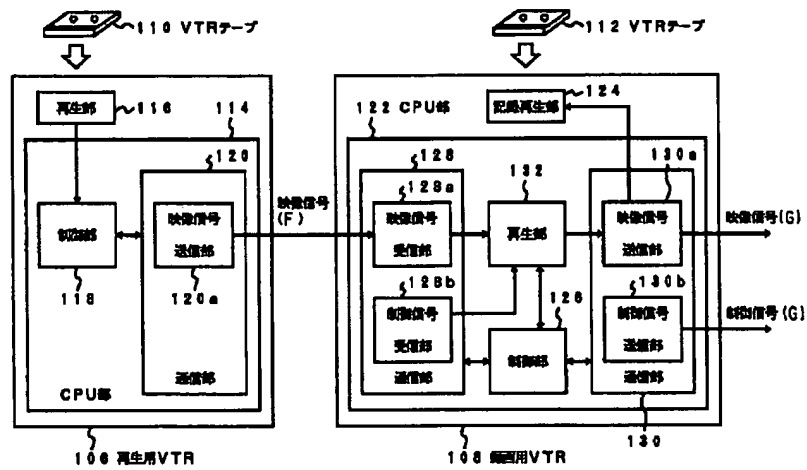 110 VTRテープ
112 VTRテープ
再生部
116
114
120
制御部
118
映像信号
送信部
120a
通信部
CPU部
106 再生用VTR
映像信号
(F)
122 CPU部
記録再生部
124
128
128a
映像信号
受信部
128b
制御信号
受信部
通信部
132
再生部
126
制御部
130a
映像信号
送信部
130b
制御信号
送信部
通信部
130
映像信号(G)
制御信号(G)
108 録画用VTR